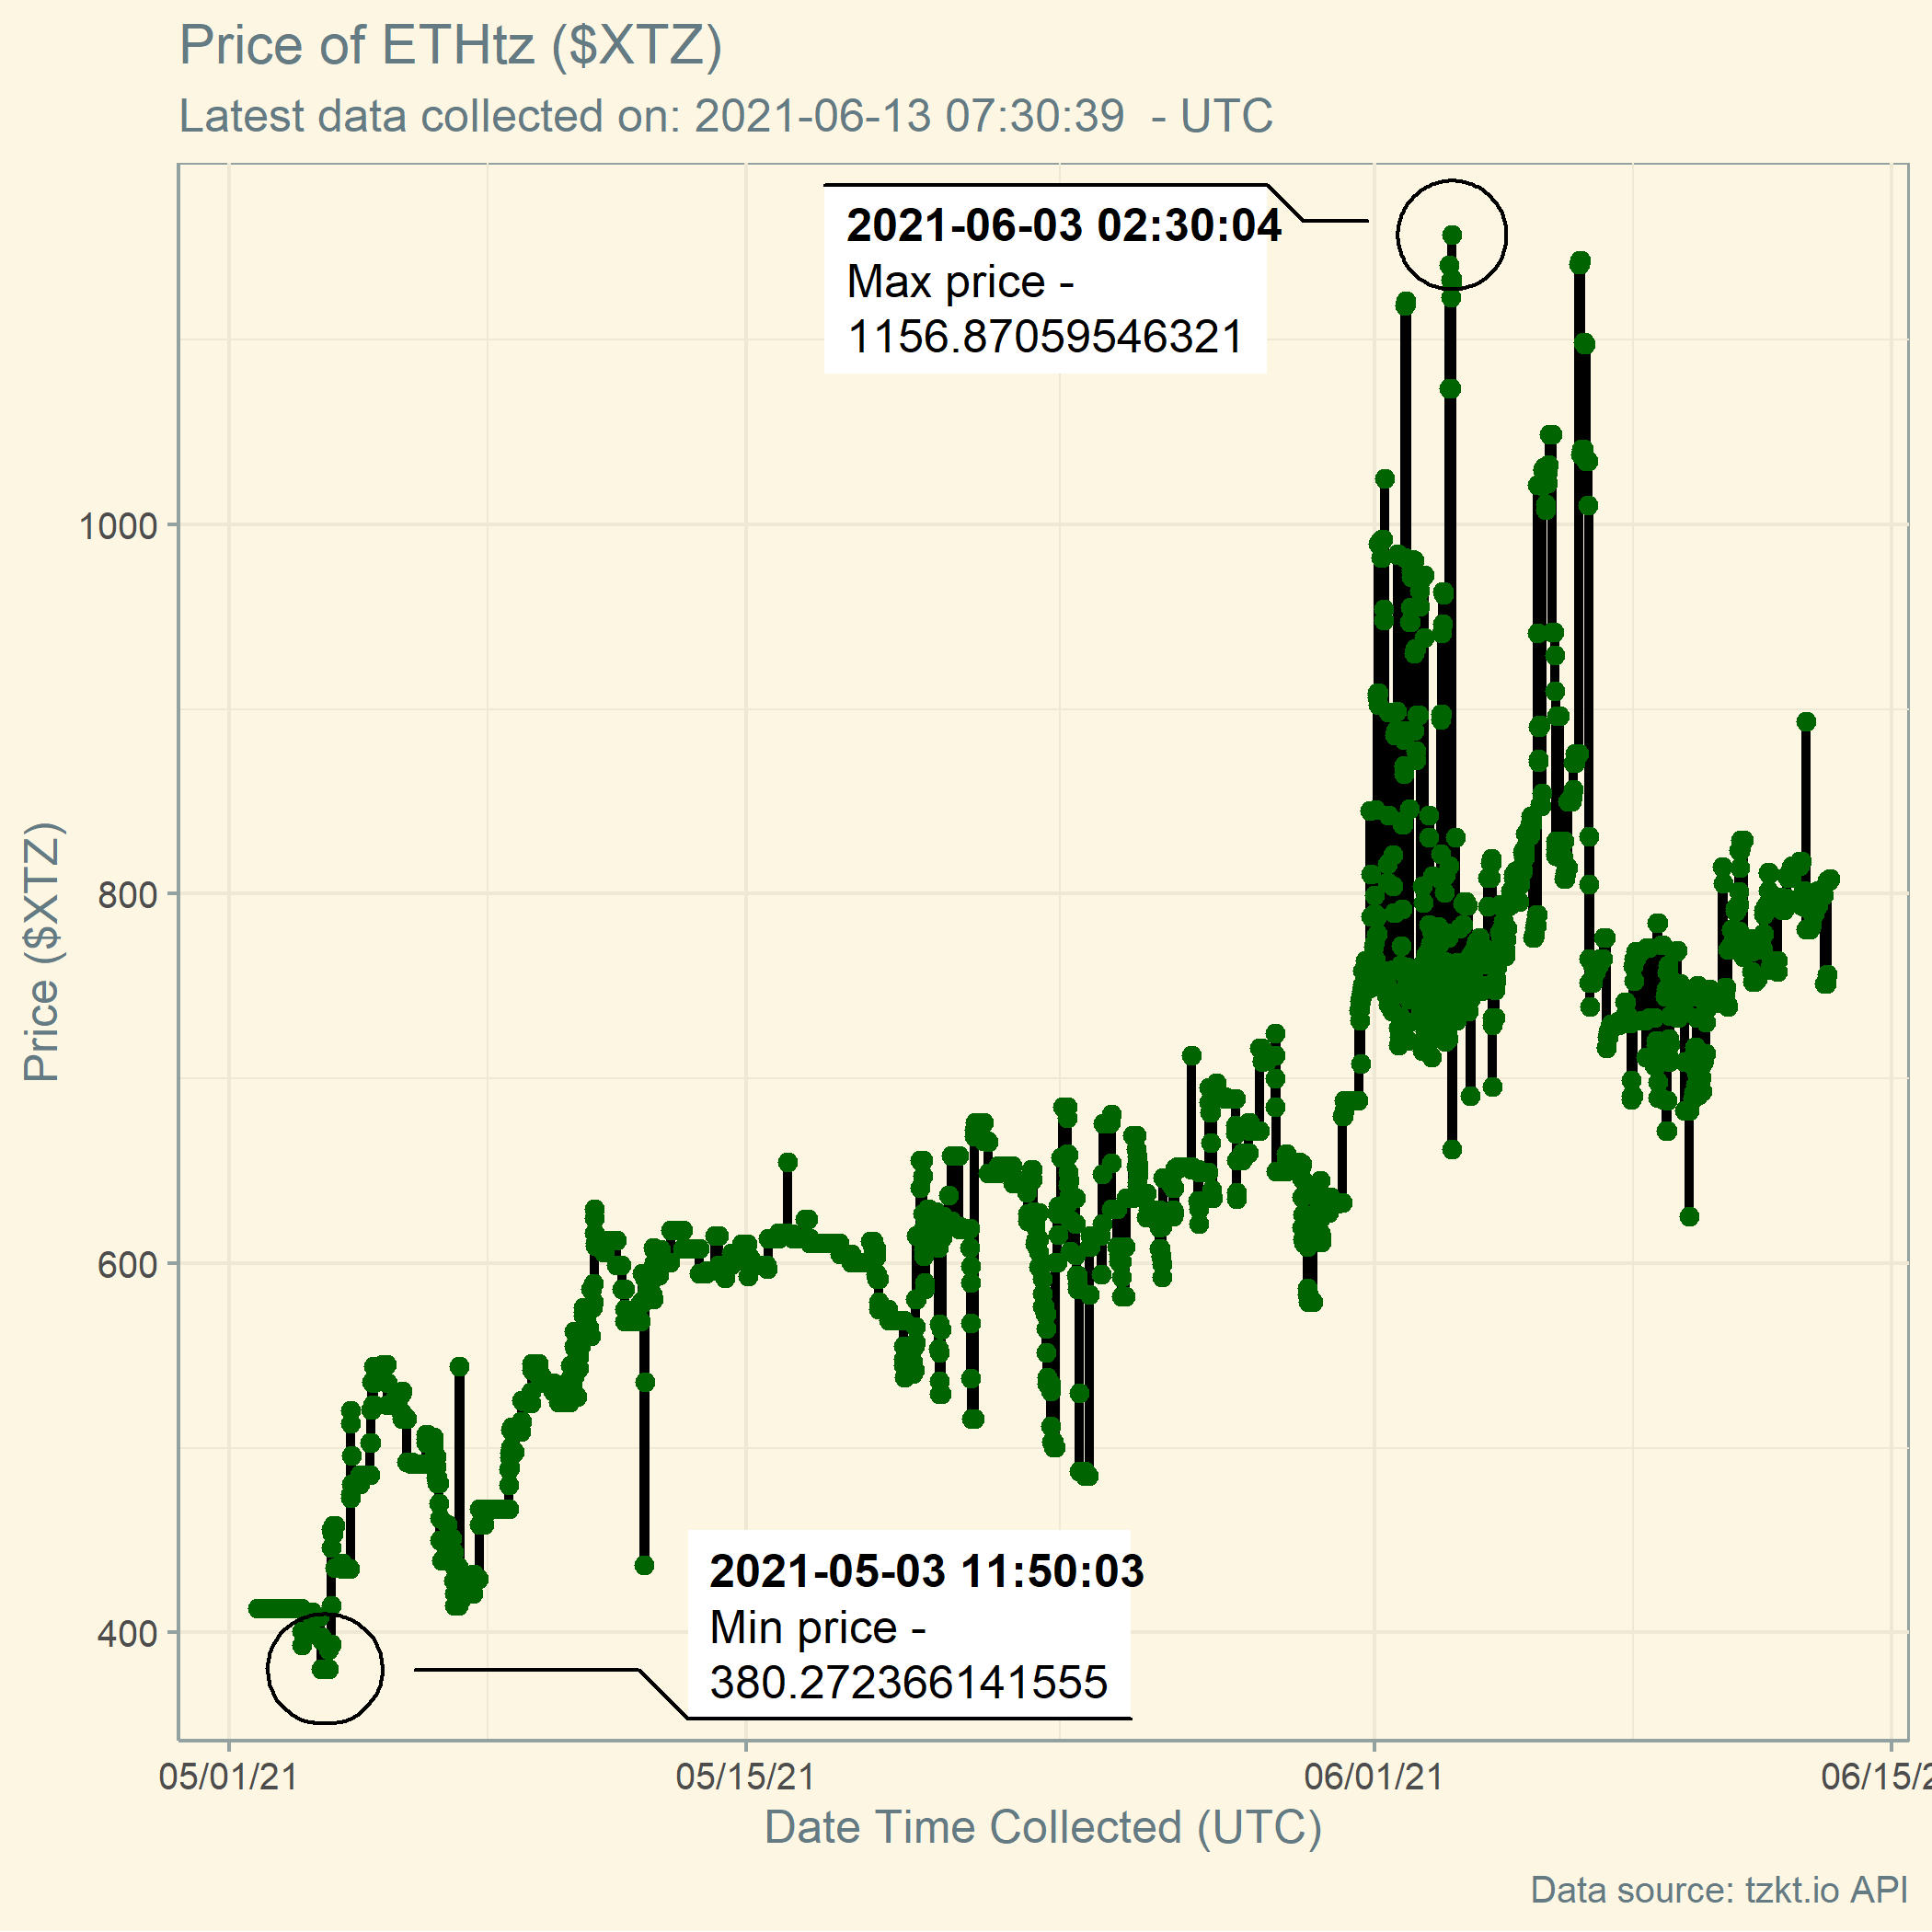 Price of ETHtz ($XTZ)
Latest data collected on: 2021-06-13 07:30:39  - UTC
2021-06-03 02:30:04
Max price -
1156.87059546321
1000
800
600
400
Price ($XTZ)
2021-05-03 11:50:03
Min price -
380.272366141555
05/01/21
05/15/21
06/01/21
06/15/2
Date Time Collected (UTC)
Data source: tzkt.io API